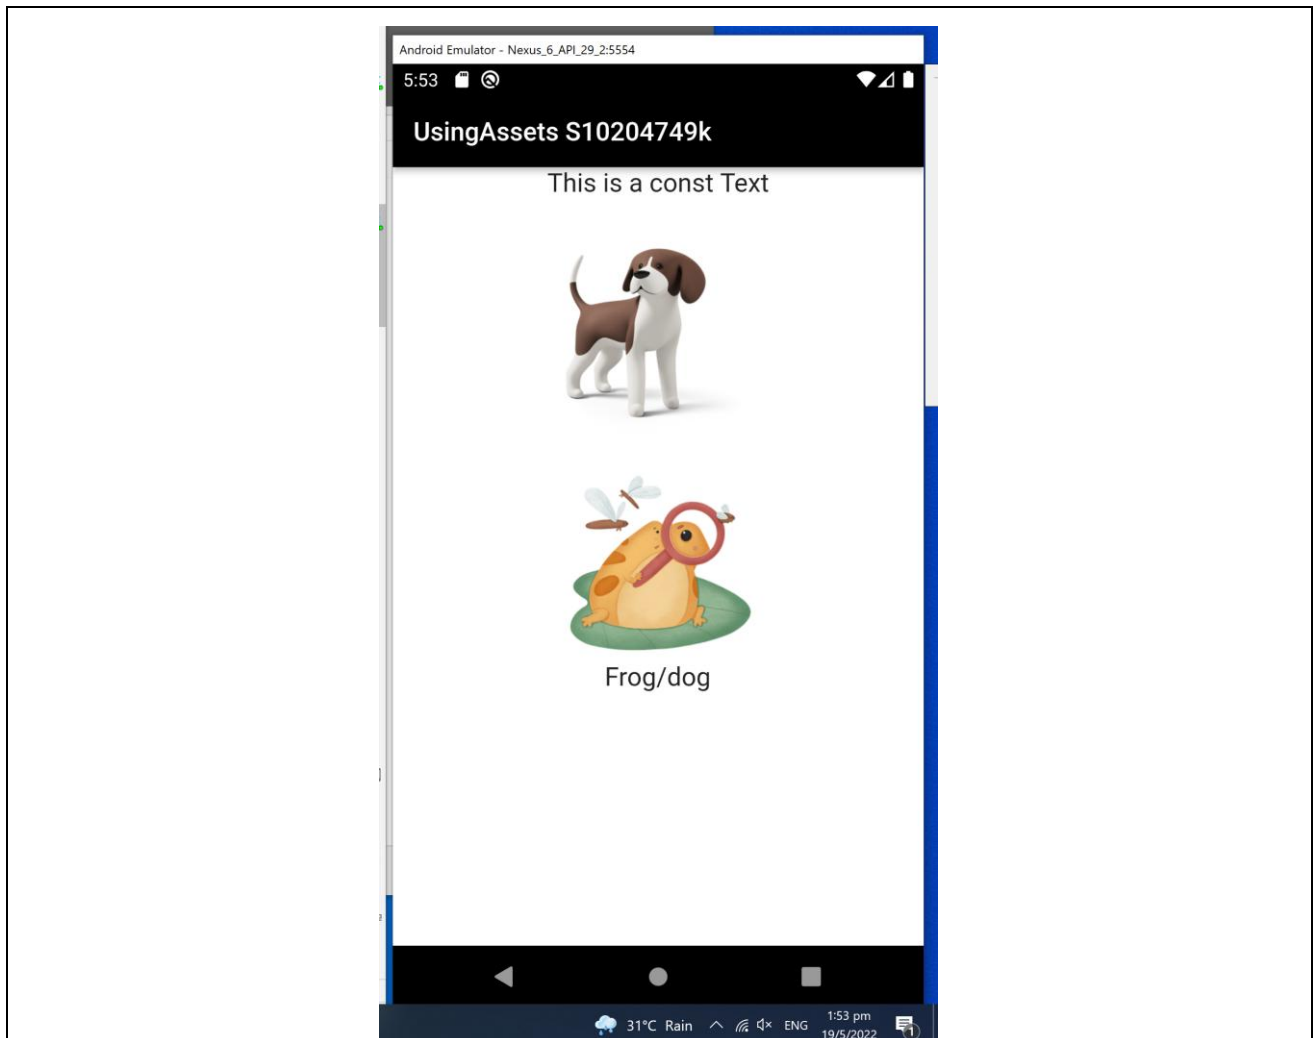 Android Emulator - Nexus_6_API_29_2:5554
5:53
UsingAssets S10204749k
This is a const Text
Frog/dog
31°C Rain ENG 1:53 pm
19/5/2022
1